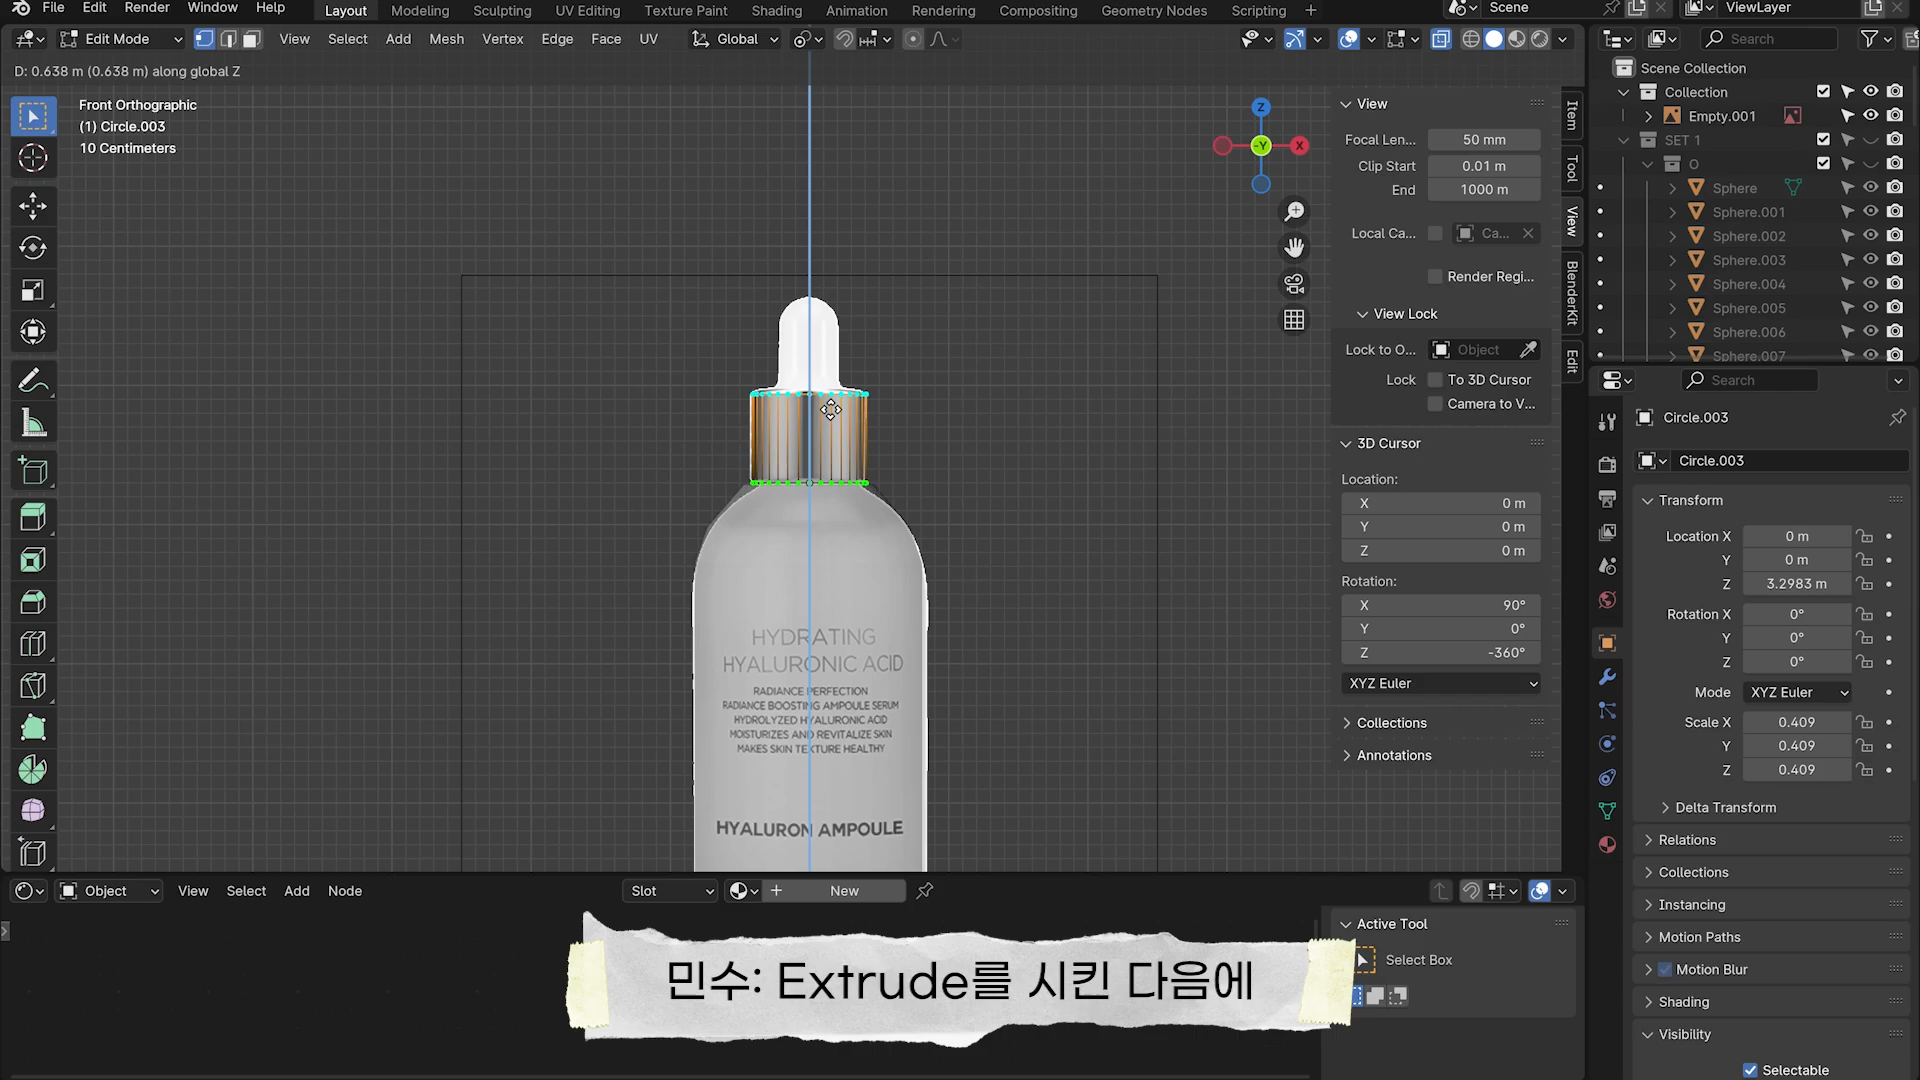 File Edit Render Window Help Layout Modeling Sculpting UV Editing Texture Paint Shading Animation Rendering Compositing Geometry Nodes Scripting + Scene ViewLayer
Edit Mode View Select Add Mesh Vertex Edge Face UV Global Search
D: 0.638 m (0.638 m) along global Z
Front Orthographic
(1) Circle.003
10 Centimeters
Z
-Y
X
View
Focal Len... 50 mm
Clip Start 0.01 m
End 1000 m
Local Ca... Ca...
Render Regi...
View Lock
Lock to O... Object
Lock To 3D Cursor
Camera to V...
3D Cursor
Location:
X 0 m
Y 0 m
Z 0 m
Rotation:
X 90°
Y 0°
Z -360°
XYZ Euler
Collections
Annotations
Item
Tool
View
BlenderKit
Edit
Scene Collection
Collection
Empty.001
SET 1
O
Sphere
Sphere.001
Sphere.002
Sphere.003
Sphere.004
Sphere.005
Sphere.006
Sphere.007
Search
Circle.003
Circle.003
Transform
Location X 0 m
Y 0 m
Z 3.2983 m
Rotation X 0°
Y 0°
Z 0°
Mode XYZ Euler
Scale X 0.409
Y 0.409
Z 0.409
Delta Transform
Relations
Collections
Instancing
Motion Paths
Motion Blur
Shading
Visibility
Selectable
HYDRATING
HYALURONIC ACID
RADIANCE PERFECTION
RADIANCE BOOSTING AMPOULE SERUM
HYDROLYZED HYALURONIC ACID
MOISTURIZES AND REVITALIZE SKIN
MAKES SKIN TEXTURE HEALTHY
HYALURON AMPOULE
Object View Select Add Node Slot New
Active Tool
Select Box
민수: Extrude를 시킨 다음에